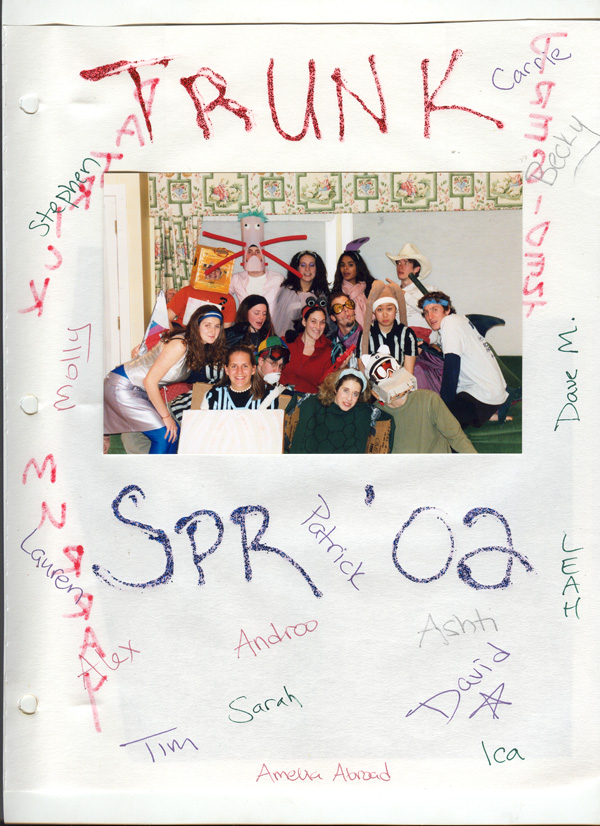 TRUNK
Carrie
Becky
Stephen
Molly
Dave M.
SPR '02
Patrick
Lauren
LEAH
Alex
Androo
Ashti
David
Sarah
Tim
Ica
Amelia Abroad